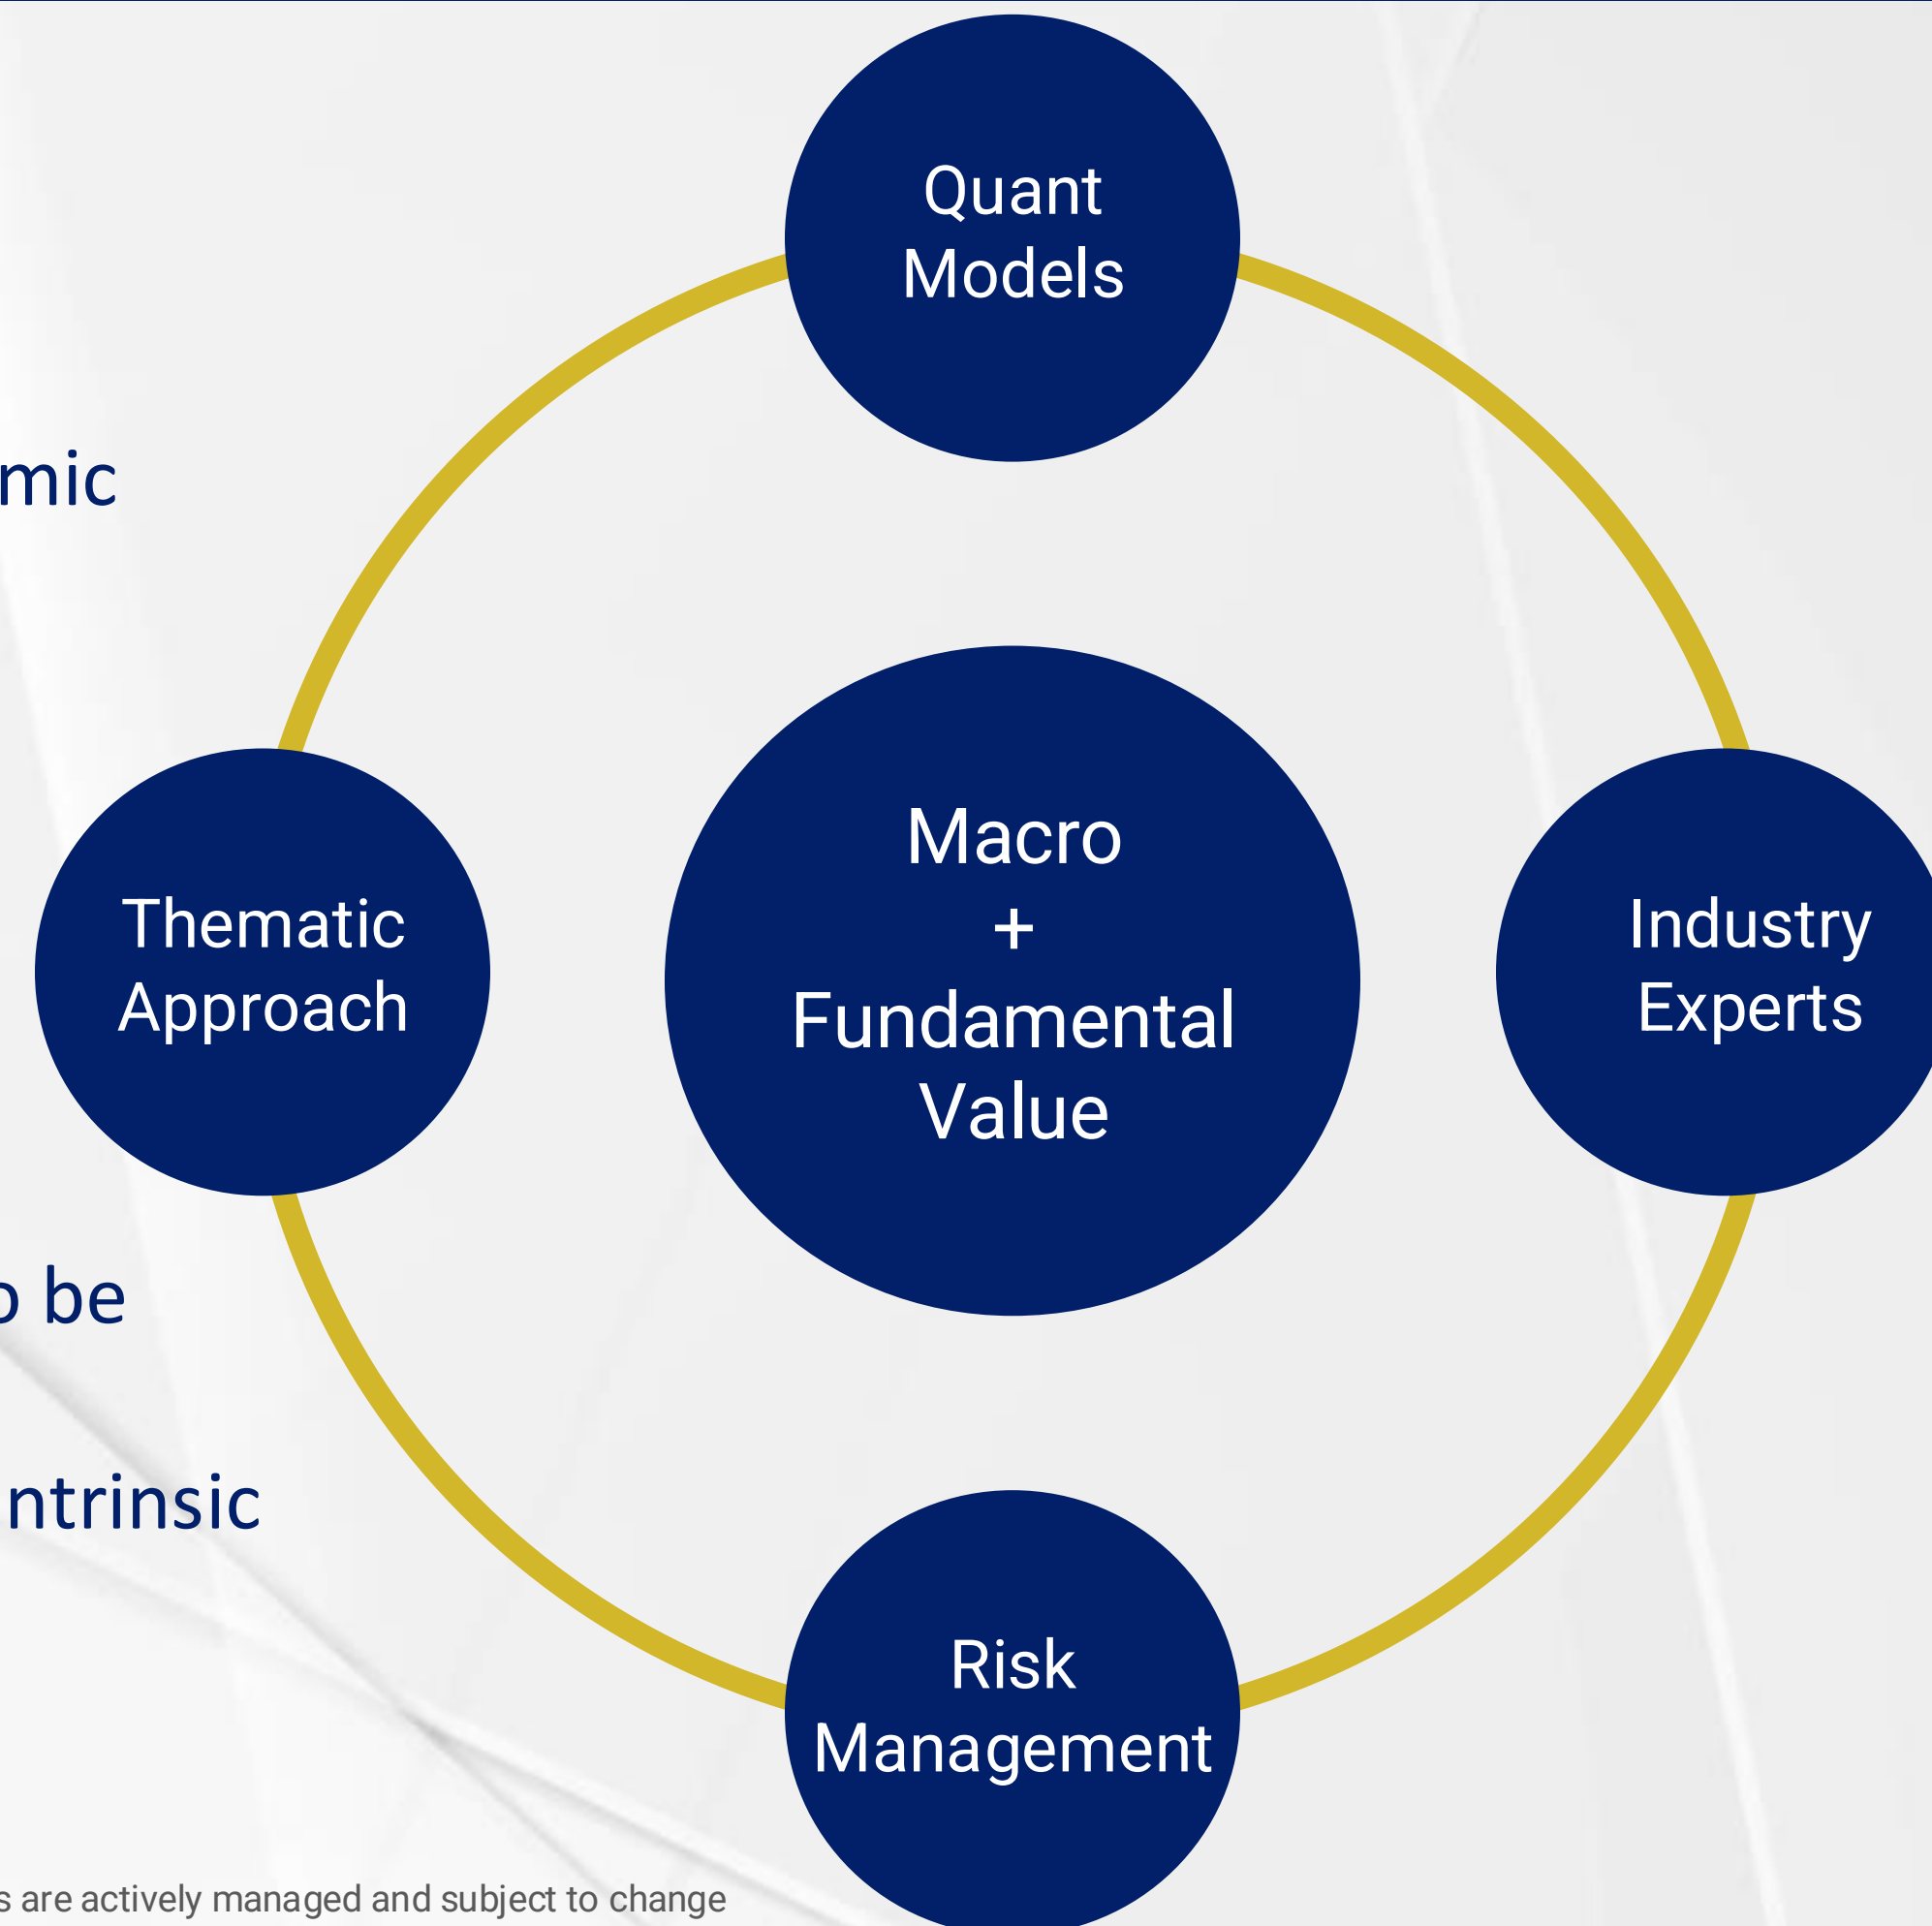 Quant
Models
mic
Thematic
Approach
Macro
+
Fundamental
Value
Industry
Experts
be
ntrinsic
Risk
Management
s are actively managed and subject to change